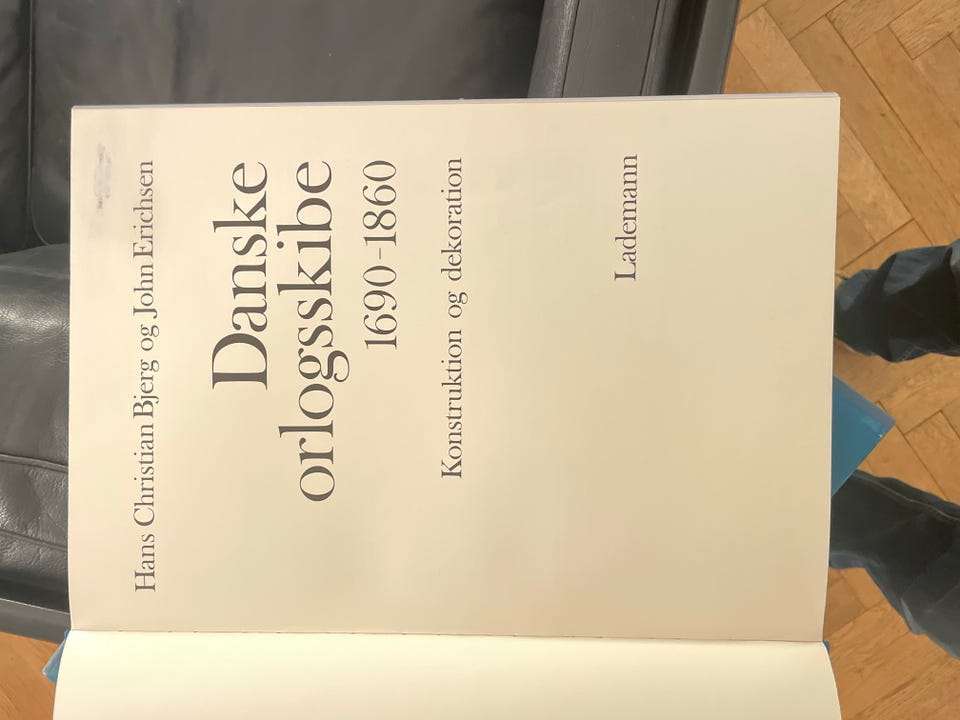 Hans Christian Bjerg og John Erichsen
Danske
orlogsskibe
1690-1860
Konstruktion og dekoration
Lademann